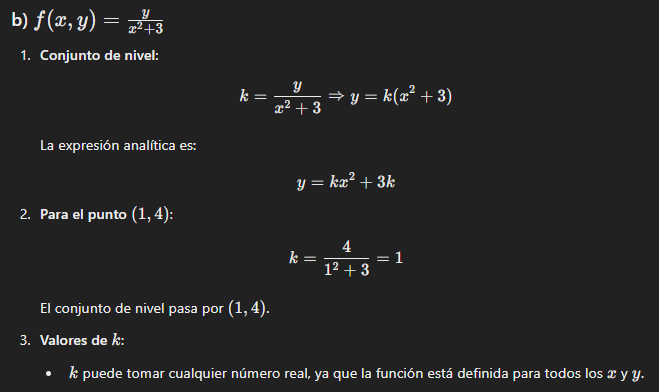 b) f(x, y) = y/(x²+3)
1. Conjunto de nivel:
k = y/(x² + 3) ⇒ y = k(x² + 3)
La expresión analítica es:
y = kx² + 3k
2. Para el punto (1, 4):
k = 4/(1² + 3) = 1
El conjunto de nivel pasa por (1, 4).
3. Valores de k:
• k puede tomar cualquier número real, ya que la función está definida para todos los x y y.